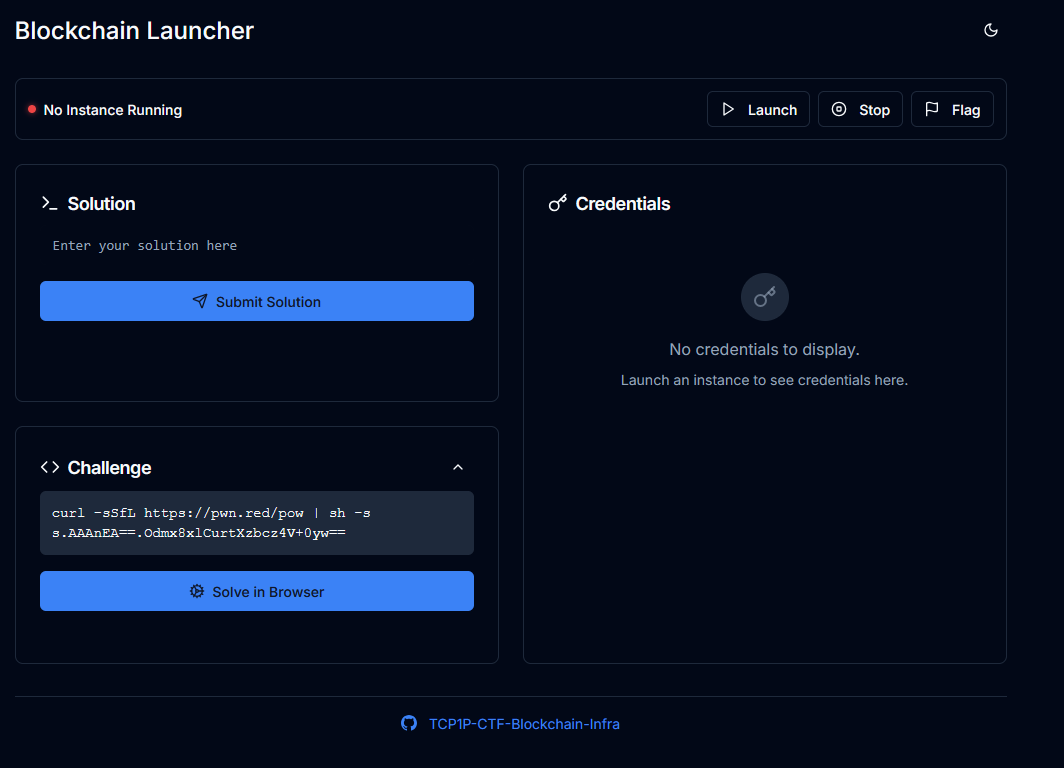 Blockchain Launcher
No Instance Running
Launch
Stop
Flag
Solution
Enter your solution here
Submit Solution
Credentials
No credentials to display.
Launch an instance to see credentials here.
Challenge
curl -sSfL https://pwn.red/pow | sh -s
s.AAAnEA==.Odmx8xlCurtXzbcz4V+0yw==
Solve in Browser
TCP1P-CTF-Blockchain-Infra